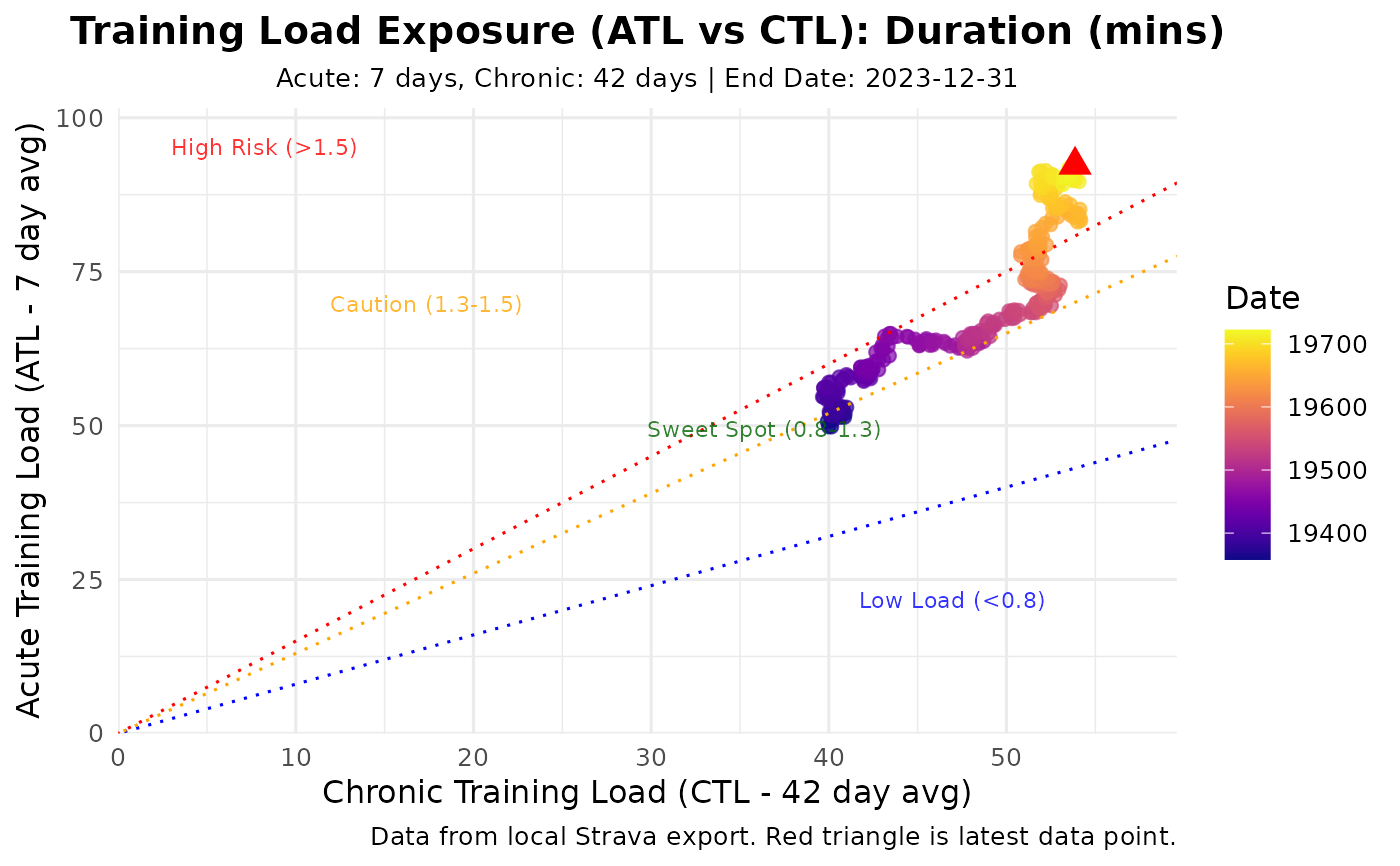 Training Load Exposure (ATL vs CTL): Duration (mins)
Acute: 7 days, Chronic: 42 days | End Date: 2023-12-31
Acute Training Load (ATL - 7 day avg)
100
75
50
25
0
High Risk (>1.5)
Caution (1.3-1.5)
Sweet Spot (0.8-1.3)
Low Load (<0.8)
Date
19700
19600
19500
19400
0 10 20 30 40 50
Chronic Training Load (CTL - 42 day avg)
Data from local Strava export. Red triangle is latest data point.